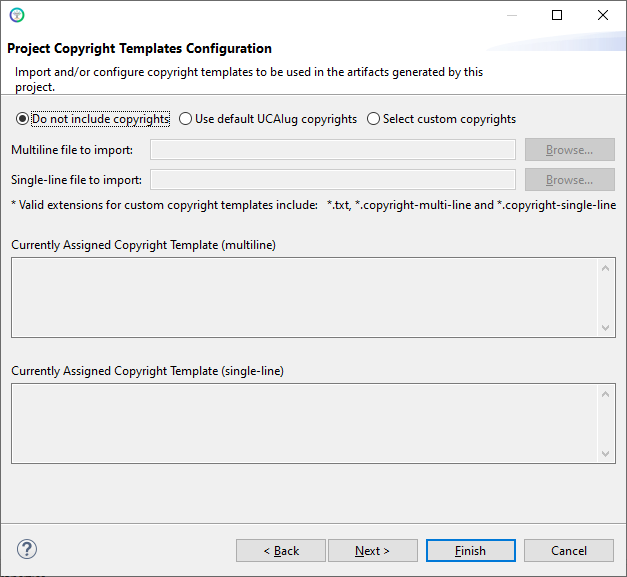 Project Copyright Templates Configuration
Import and/or configure copyright templates to be used in the artifacts generated by this
project.
Do not include copyrights Use default UCAIug copyrights Select custom copyrights
Multiline file to import: Browse...
Single-line file to import: Browse...
* Valid extensions for custom copyright templates include: *.txt, *.copyright-multi-line and *.copyright-single-line
Currently Assigned Copyright Template (multiline)
Currently Assigned Copyright Template (single-line)
? < Back Next > Finish Cancel